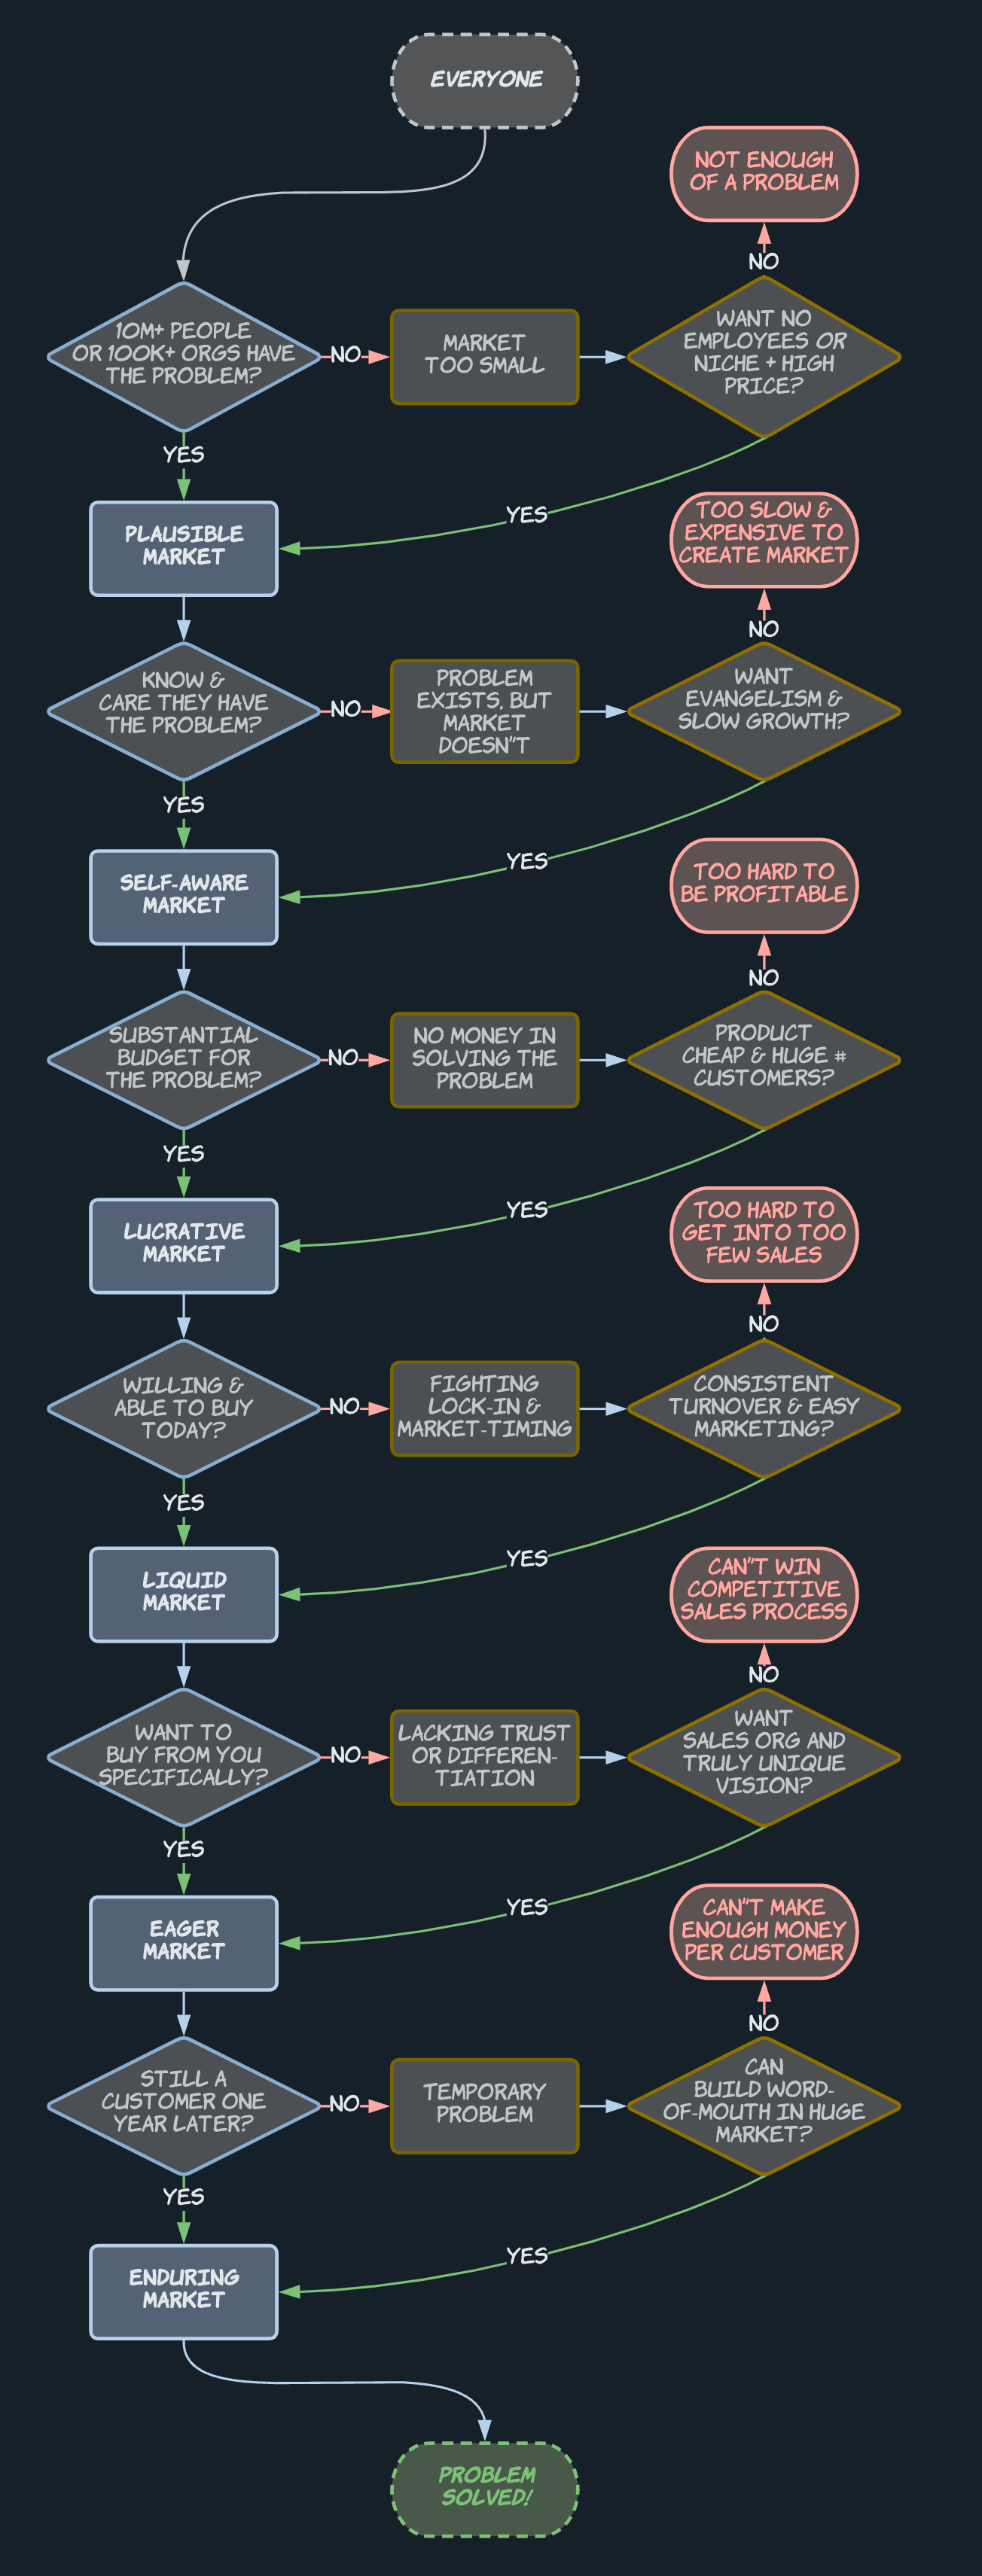 EVERYONE
NOT ENOUGH
OF A PROBLEM
NO
10M+ PEOPLE
OR 100K+ ORGS HAVE
THE PROBLEM?
NO
MARKET
TOO SMALL
WANT NO
EMPLOYEES OR
NICHE + HIGH
PRICE?
YES
YES
PLAUSIBLE
MARKET
TOO SLOW &
EXPENSIVE TO
CREATE MARKET
NO
KNOW &
CARE THEY HAVE
THE PROBLEM?
NO
PROBLEM
EXISTS, BUT
MARKET
DOESN"T
WANT
EVANGELISM &
SLOW GROWTH?
YES
YES
SELF-AWARE
MARKET
TOO HARD TO
BE PROFITABLE
NO
SUBSTANTIAL
BUDGET FOR
THE PROBLEM?
NO
NO MONEY IN
SOLVING THE
PROBLEM
PRODUCT
CHEAP & HUGE #
CUSTOMERS?
YES
YES
LUCRATIVE
MARKET
TOO HARD TO
GET INTO TOO
FEW SALES
NO
WILLING &
ABLE TO BUY
TODAY?
NO
FIGHTING
LOCK-IN &
MARKET-TIMING
CONSISTENT
TURNOVER & EASY
MARKETING?
YES
YES
LIQUID
MARKET
CAN"T WIN
COMPETITIVE
SALES PROCESS
NO
WANT TO
BUY FROM YOU
SPECIFICALLY?
NO
LACKING TRUST
OR DIFFEREN-
TIATION
WANT
SALES ORG AND
TRULY UNIQUE
VISION?
YES
YES
EAGER
MARKET
CAN"T MAKE
ENOUGH MONEY
PER CUSTOMER
NO
STILL A
CUSTOMER ONE
YEAR LATER?
NO
TEMPORARY
PROBLEM
CAN
BUILD WORD-
OF-MOUTH IN HUGE
MARKET?
YES
YES
ENDURING
MARKET
PROBLEM
SOLVED!